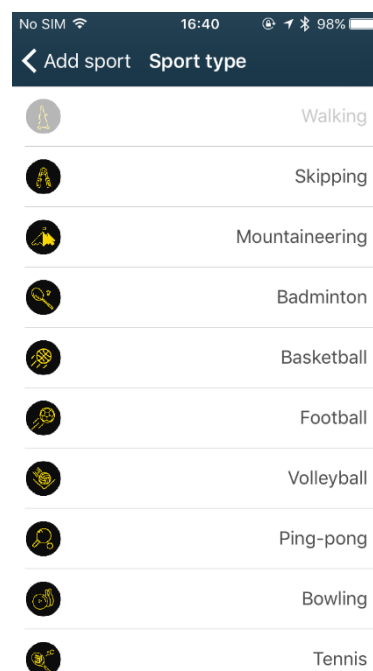 No SIM 16:40 98%
Add sport Sport type
Walking
Skipping
Mountaineering
Badminton
Basketball
Football
Volleyball
Ping-pong
Bowling
Tennis